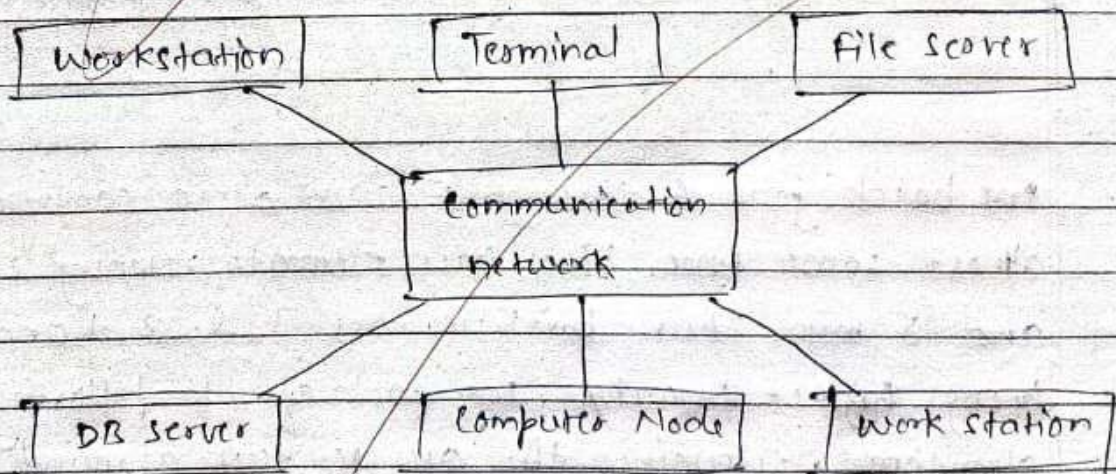 Workstation Terminal File Server
Communication
network
DB Server Computer Node Work Station